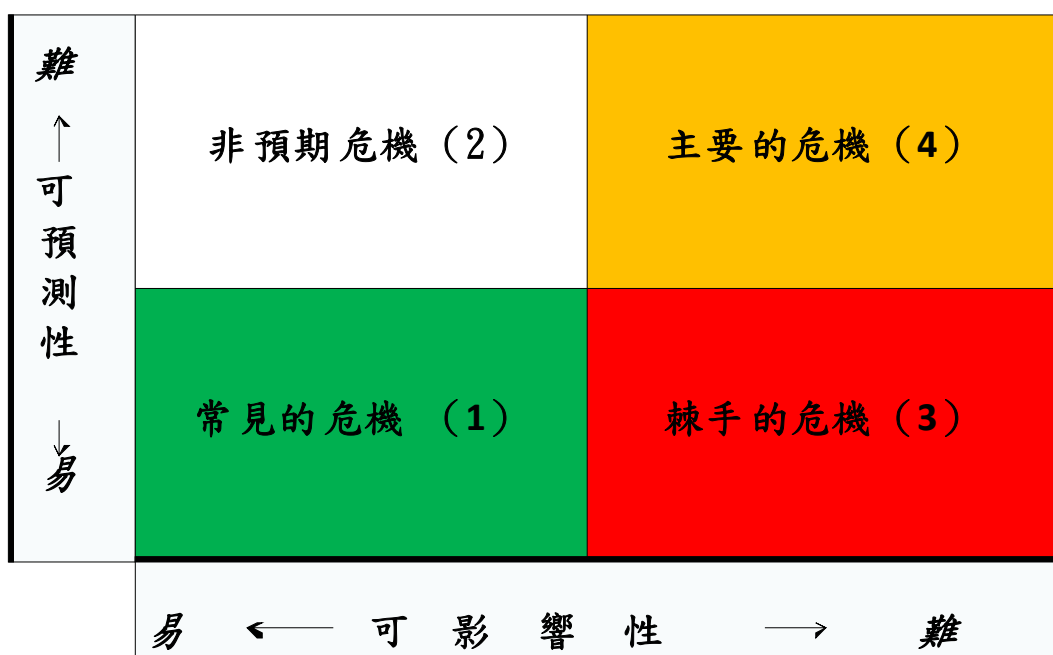 難
↑
可預測性
↓
易
非預期危機（2）
主要的危機（4）
常見的危機 （1）
棘手的危機（3）
易 ← 可影響性 → 難